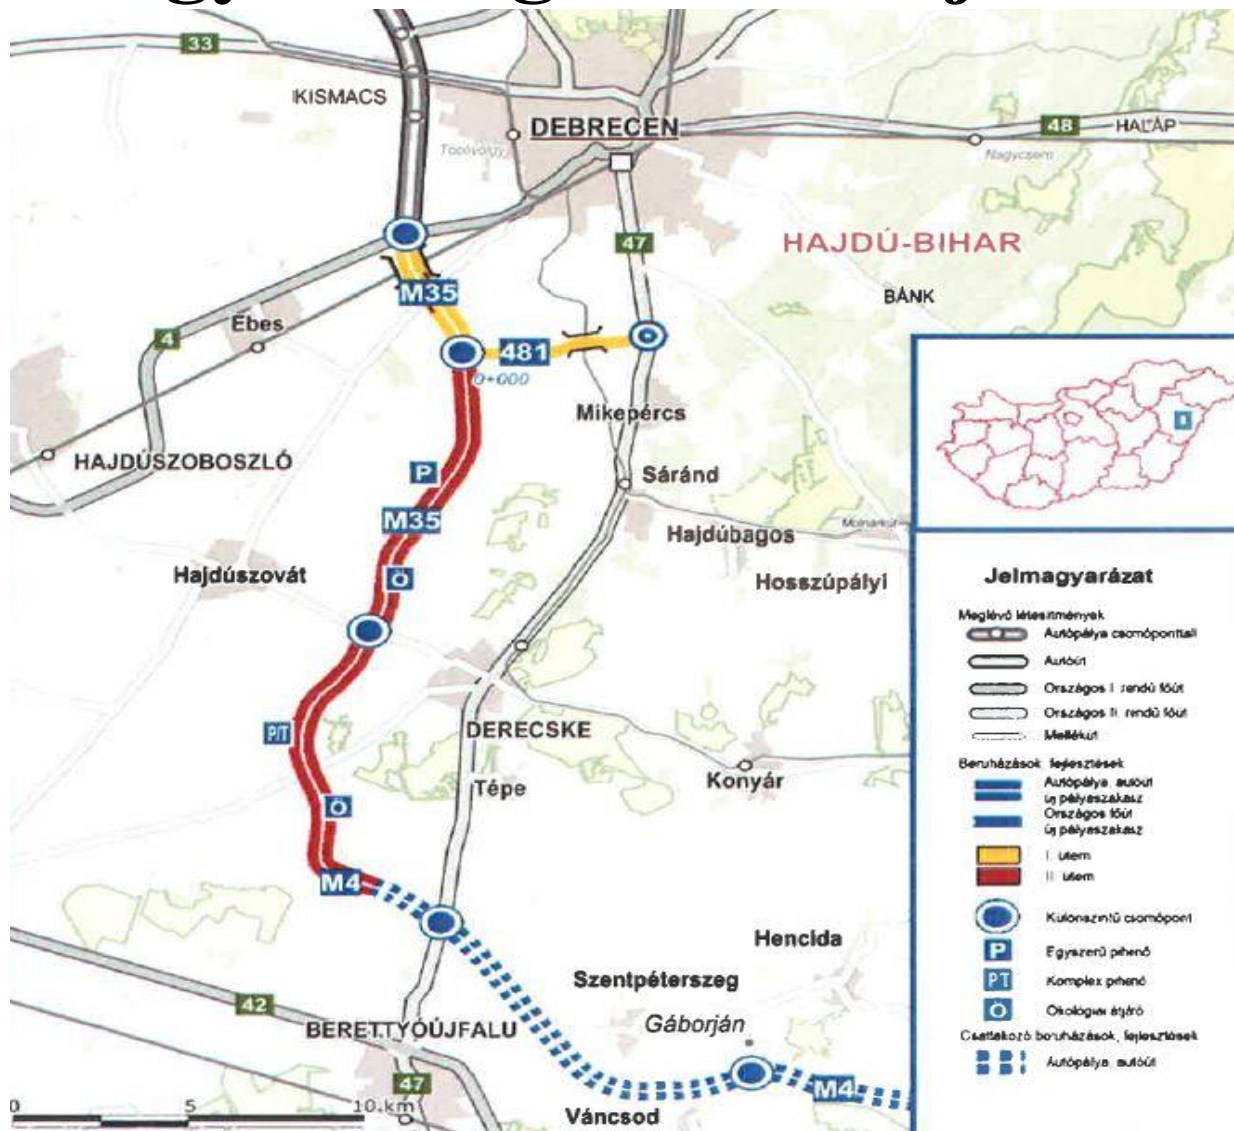 33
KISMACS
DEBRECEN
48
HALÁP
Nagycsere
Tócóvölgy
47
HAJDÚ-BIHAR
BÁNK
M35
Ebes
4
481
0+000
Mikepércs
HAJDÚSZOBOSZLÓ
P
Sáránd
M35
Hajdúbagos
Molnárkút
Hajdúszovát
Ö
Hosszúpályi
P/T
DERECSKE
Konyár
Tépe
Ö
M4
Hencida
Szentpéterszeg
42
Gáborján
BERETTYÓÚJFALU
47
M4
Váncsod
0 5 10 km
Jelmagyarázat
Meglévő létesítmények
Autópálya csomóponttal
Autóút
Országos I. rendű főút
Országos II. rendű főút
Mellékút
Beruházások, fejlesztések
Autópálya, autóút
új pályaszakasz
Országos főút
új pályaszakasz
I. ütem
II. ütem
Különszintű csomópont
P Egyszerű pihenő
PT Komplex pihenő
Ö Ökológiai átjáró
Csatlakozó beruházások, fejlesztések
Autópálya, autóút